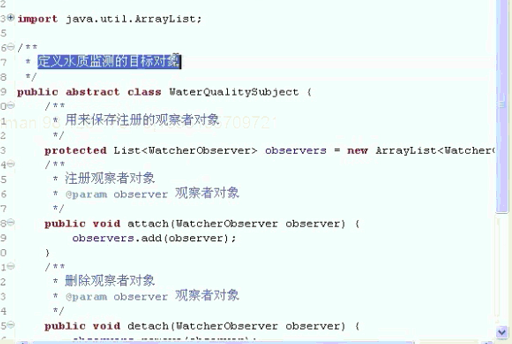 import java.util.ArrayList;
/**
* 定义水质监测的目标对象
*/
public abstract class WaterQualitySubject {
/**
* 用来保存注册的观察者对象
*/
protected List<WatcherObserver> observers = new ArrayList<Watcher
/**
* 注册观察者对象
* @param observer 观察者对象
*/
public void attach(WatcherObserver observer) {
observers.add(observer);
}
/**
* 删除观察者对象
* @param observer 观察者对象
*/
public void detach(WatcherObserver observer) {